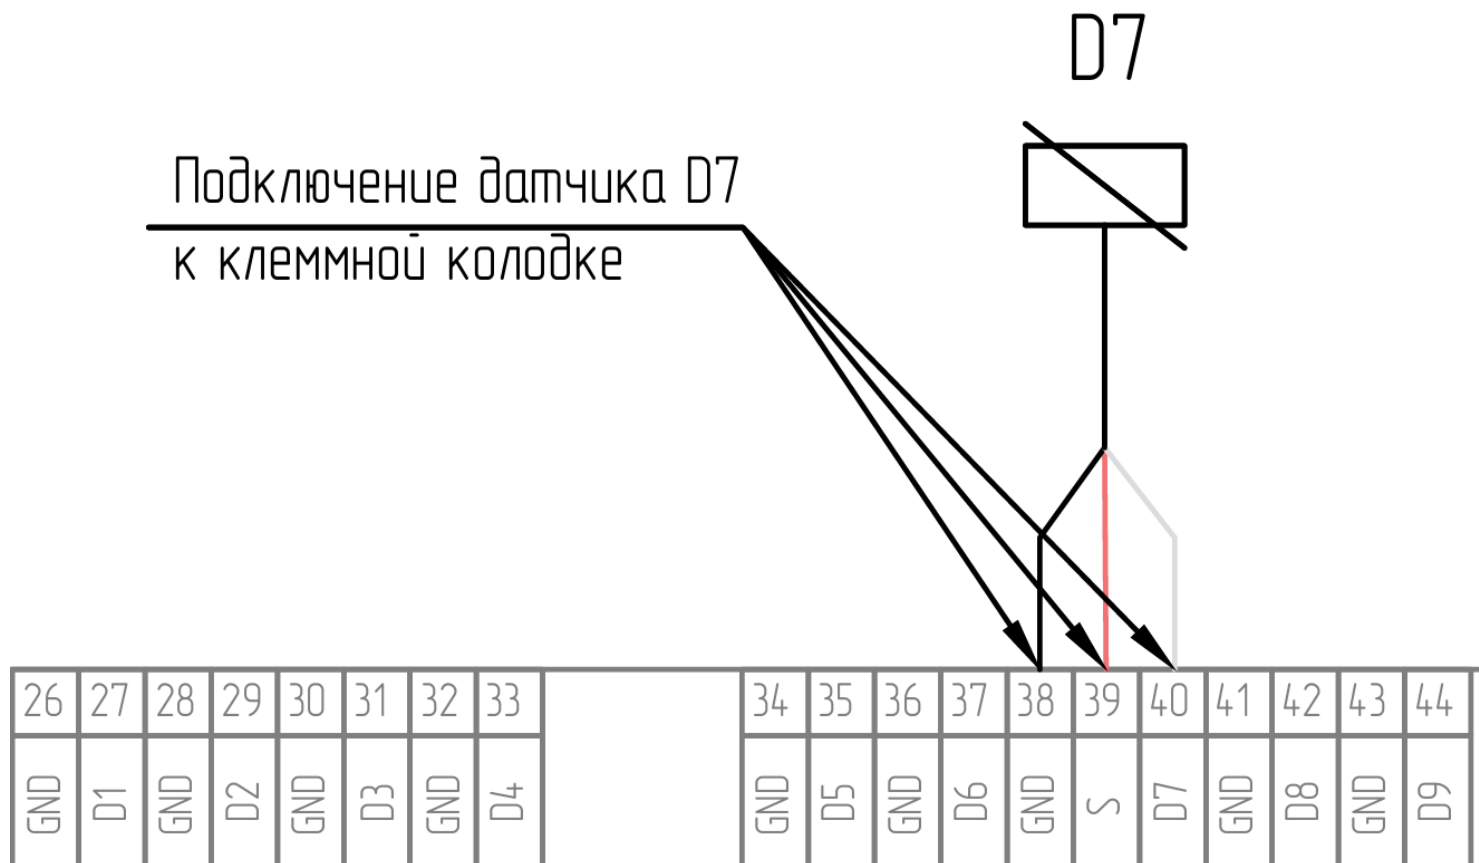 D7
Подключение датчика D7
к клеммной колодке
26 27 28 29 30 31 32 33 34 35 36 37 38 39 40 41 42 43 44
GND D1 GND D2 GND D3 GND D4 GND D5 GND D6 GND S D7 GND D8 GND D9